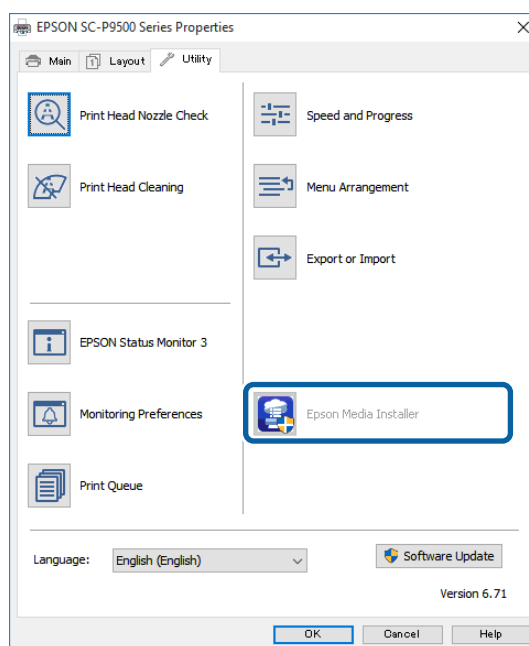 EPSON SC-P9500 Series Properties
Main
Layout
Utility
Print Head Nozzle Check
Speed and Progress
Print Head Cleaning
Menu Arrangement
Export or Import
EPSON Status Monitor 3
Monitoring Preferences
Epson Media Installer
Print Queue
Language:
English (English)
Software Update
Version 6.71
OK
Cancel
Help